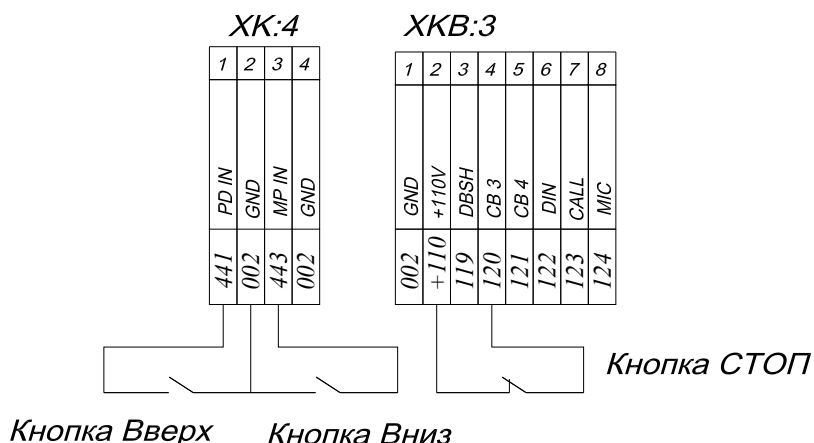 XK:4 XKB:3
1 2 3 4 1 2 3 4 5 6 7 8
PD IN GND MP IN GND GND +110V DBSH CB 3 CB 4 DIN CALL MIC
441 002 443 002 002 +110 119 120 121 122 123 124
Кнопка СТОП
Кнопка Вверх Кнопка Вниз